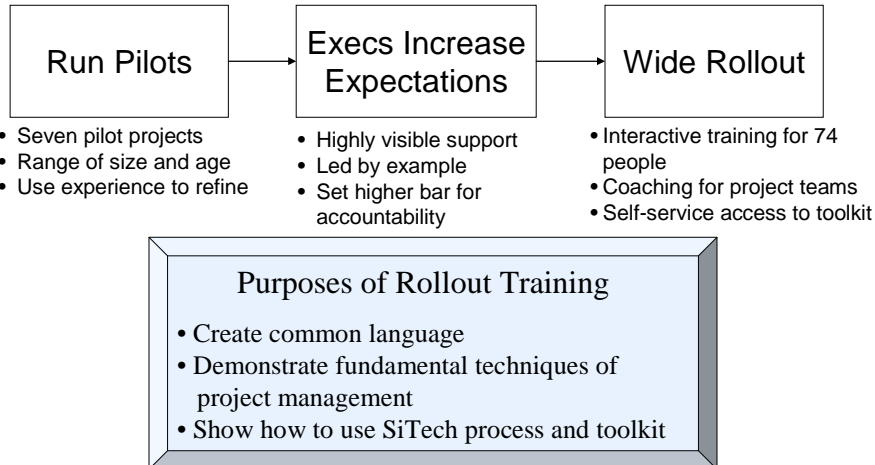 Run Pilots
Execs Increase
Expectations
Wide Rollout
• Seven pilot projects
• Range of size and age
• Use experience to refine
• Highly visible support
• Led by example
• Set higher bar for
accountability
• Interactive training for 74
people
• Coaching for project teams
• Self-service access to toolkit
Purposes of Rollout Training
• Create common language
• Demonstrate fundamental techniques of
project management
• Show how to use SiTech process and toolkit